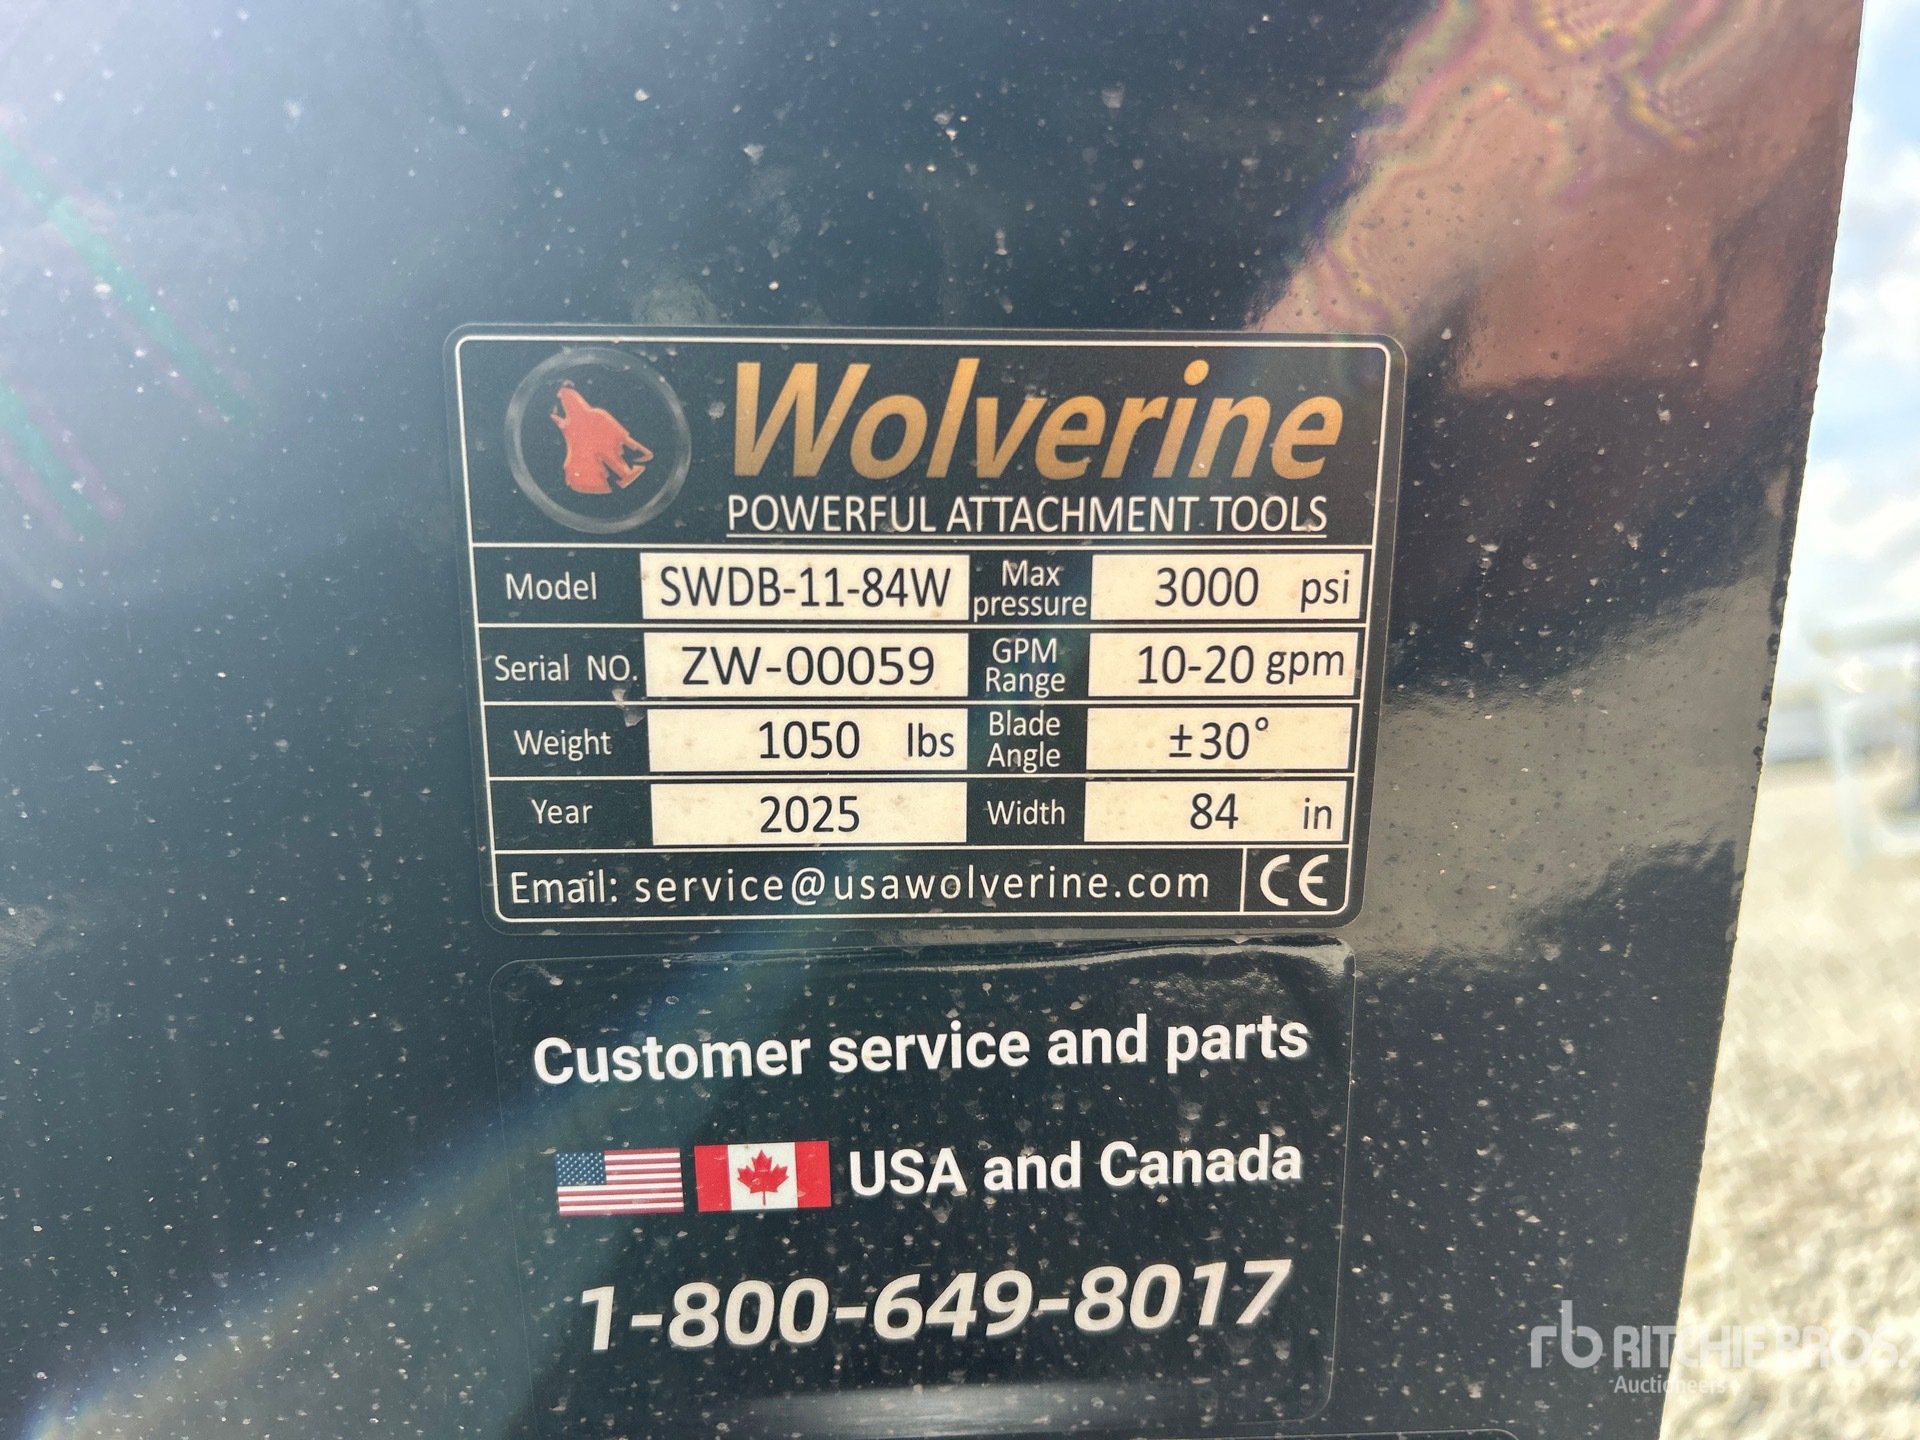 Wolverine
POWERFUL ATTACHMENT TOOLS
Model SWDB-11-84W Max pressure 3000 psi
Serial NO. ZW-00059 GPM Range 10-20 gpm
Weight 1050 lbs Blade Angle ±30°
Year 2025 Width 84 in
Email: service@usawolverine.com CE
Customer service and parts
USA and Canada
1-800-649-8017
rb RITCHIE BROS.
Auctioneers